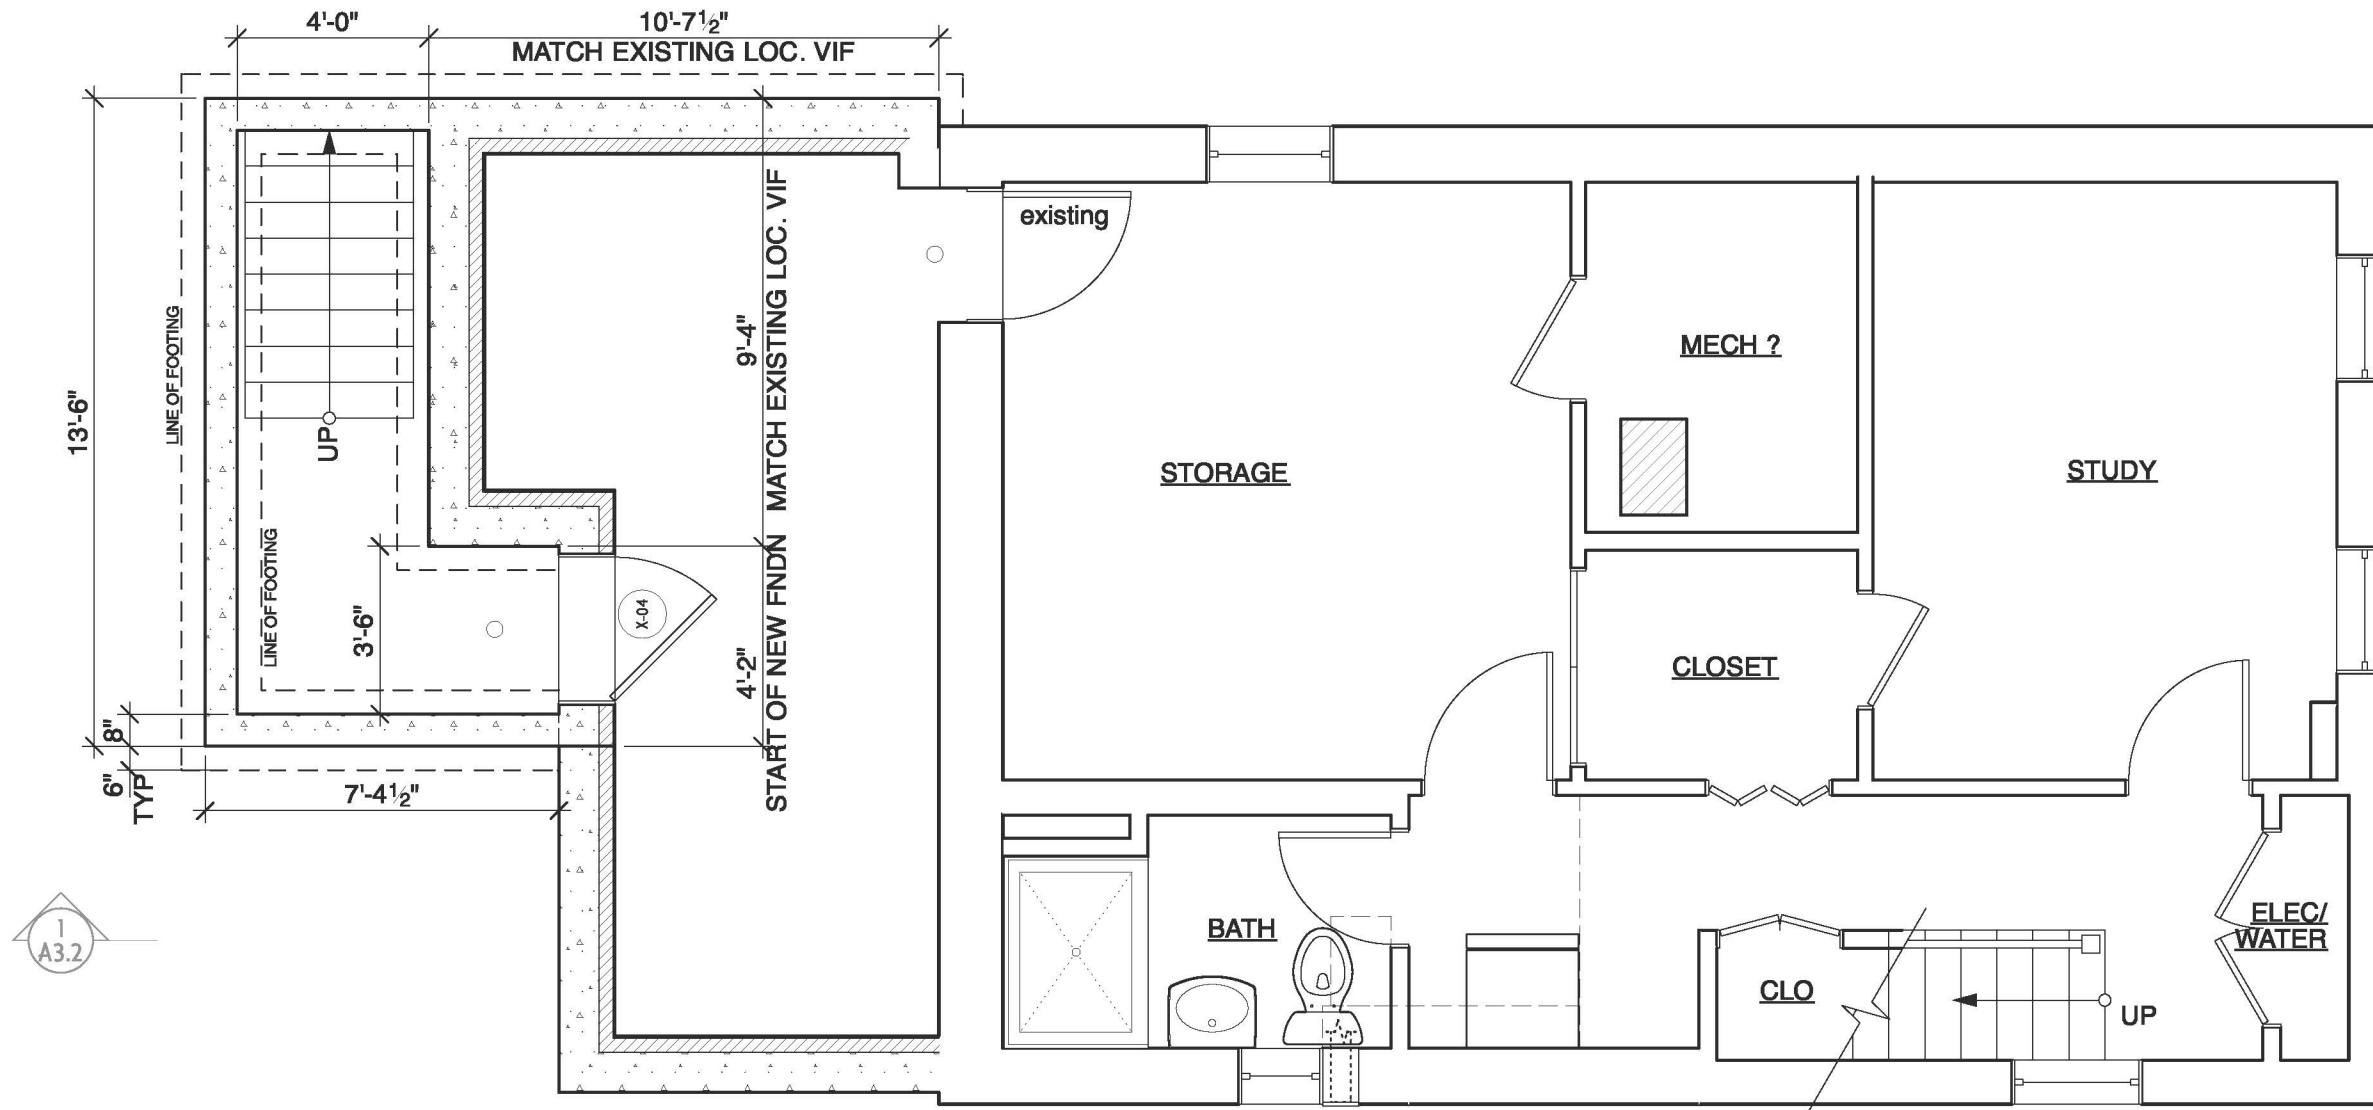 4'-0"
10'-7½"
MATCH EXISTING LOC. VIF
existing
LINE OF FOOTING
9'-4"
MATCH EXISTING LOC. VIF
13'-6"
UP
MECH ?
STORAGE
STUDY
LINE OF FOOTING
3'-6"
X-04
4'-2"
START OF NEW FNDN
CLOSET
8"
6"
TYP
7'-4½"
1
A3.2
BATH
ELEC/
WATER
CLO
UP